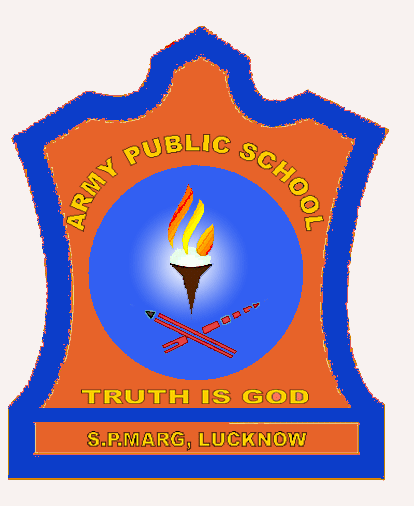 ARMY PUBLIC SCHOOL
TRUTH IS GOD
S.P.MARG, LUCKNOW